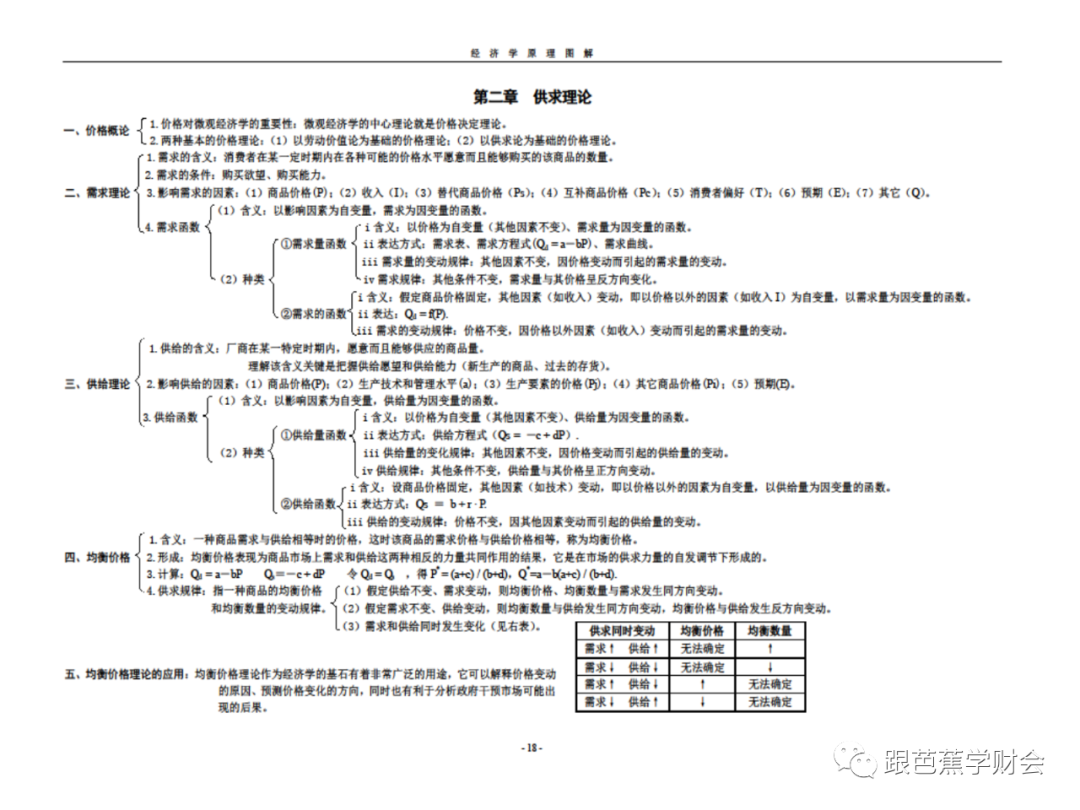 经 济 学 原 理 图 解
第二章 供求理论
一、价格概论
1.价格对微观经济学的重要性：微观经济学的中心理论就是价格决定理论。
2.两种基本的价格理论：（1）以劳动价值论为基础的价格理论；（2）以供求论为基础的价格理论。
二、需求理论
1.需求的含义：消费者在某一定时期内在各种可能的价格水平愿意而且能够购买的该商品的数量。
2.需求的条件：购买欲望、购买能力。
3.影响需求的因素：（1）商品价格(P)；（2）收入（I）；（3）替代商品价格（Ps）；（4）互补商品价格（Pc）；（5）消费者偏好（T）；（6）预期（E）；（7）其它（Q）。
4.需求函数
（1）含义：以影响因素为自变量，需求为因变量的函数。
（2）种类
①需求量函数
i 含义：以价格为自变量（其他因素不变）、需求量为因变量的函数。
ii 表达方式：需求表、需求方程式(Qd＝a－bP)、需求曲线。
iii 需求量的变动规律：其他因素不变，因价格变动而引起的需求量的变动。
iv 需求规律：其他条件不变，需求量与其价格呈反方向变化。
②需求的函数
i 含义：假定商品价格固定，其他因素（如收入）变动，即以价格以外的因素（如收入 I）为自变量，以需求量为因变量的函数。
ii 表达：Qd＝f(P).
iii 需求的变动规律：价格不变，因价格以外因素（如收入）变动而引起的需求量的变动。
三、供给理论
1.供给的含义：厂商在某一特定时期内，愿意而且能够供应的商品量。
理解该含义关键是把握供给愿望和供给能力（新生产的商品、过去的存货）。
2.影响供给的因素：（1）商品价格(P)；（2）生产技术和管理水平(a)；（3）生产要素的价格(Pj)；（4）其它商品价格(Pi)；（5）预期(E)。
3.供给函数
（1）含义：以影响因素为自变量，供给量为因变量的函数。
（2）种类
①供给量函数
i 含义：以价格为自变量（其他因素不变）、供给量为因变量的函数。
ii 表达方式：供给方程式（Qs＝ －c＋dP）.
iii 供给量的变化规律：其他因素不变，因价格变动而引起的供给量的变动。
iv 供给规律：其他条件不变，供给量与其价格呈正方向变动。
②供给函数
i 含义：设商品价格固定，其他因素（如技术）变动，即以价格以外的因素为自变量，以供给量为因变量的函数。
ii 表达方式：Qs ＝ b＋r·P.
iii 供给的变动规律：价格不变，因其他因素变动而引起的供给量的变动。
四、均衡价格
1.含义：一种商品需求与供给相等时的价格，这时该商品的需求价格与供给价格相等，称为均衡价格。
2.形成：均衡价格表现为商品市场上需求和供给这两种相反的力量共同作用的结果，它是在市场的供求力量的自发调节下形成的。
3.计算：Qd＝a－bP Qs＝－c＋dP 令 Qd＝Qs ，得 P*＝(a+c) / (b+d)，Q*=a－b(a+c) / (b+d).
4.供求规律：指一种商品的均衡价格
和均衡数量的变动规律。
（1）假定供给不变、需求变动，则均衡价格、均衡数量与需求发生同方向变动。
（2）假定需求不变、供给变动，则均衡数量与供给发生同方向变动，均衡价格与供给发生反方向变动。
（3）需求和供给同时发生变化（见右表）。
供求同时变动 均衡价格 均衡数量
需求↑ 供给↑ 无法确定 ↑
需求↓ 供给↓ 无法确定 ↓
需求↑ 供给↓ ↑ 无法确定
需求↓ 供给↑ ↓ 无法确定
五、均衡价格理论的应用：均衡价格理论作为经济学的基石有着非常广泛的用途，它可以解释价格变动
的原因、预测价格变化的方向，同时也有利于分析政府干预市场可能出
现的后果。
- 18 -
跟芭蕉学财会